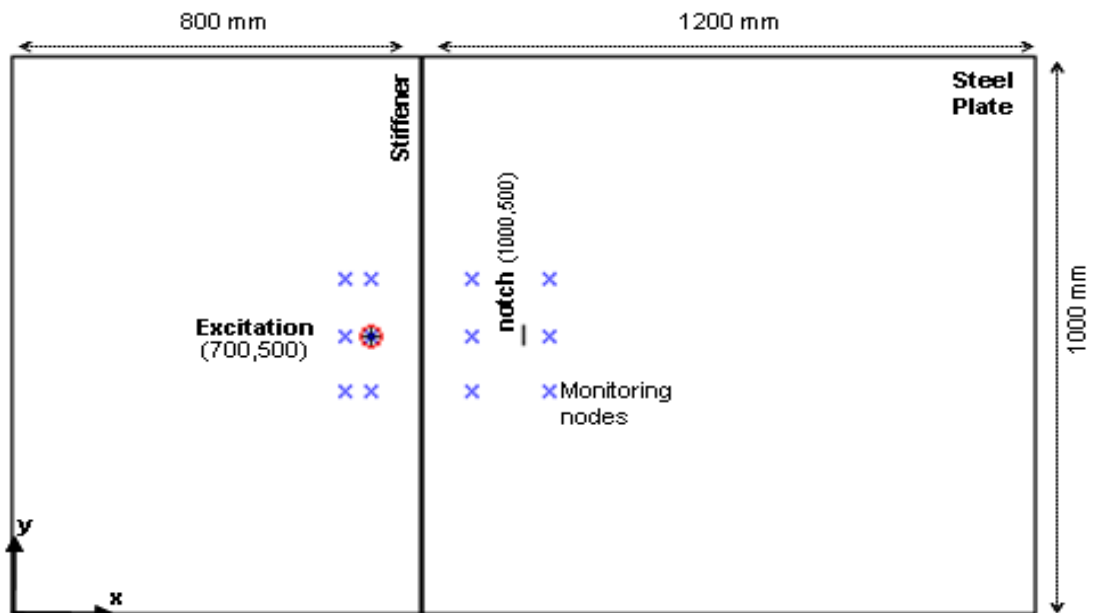 800 mm
1200 mm
Steel
Plate
Stiffener
notch (1000,500)
1000 mm
Excitation
(700,500)
Monitoring
nodes
y
x